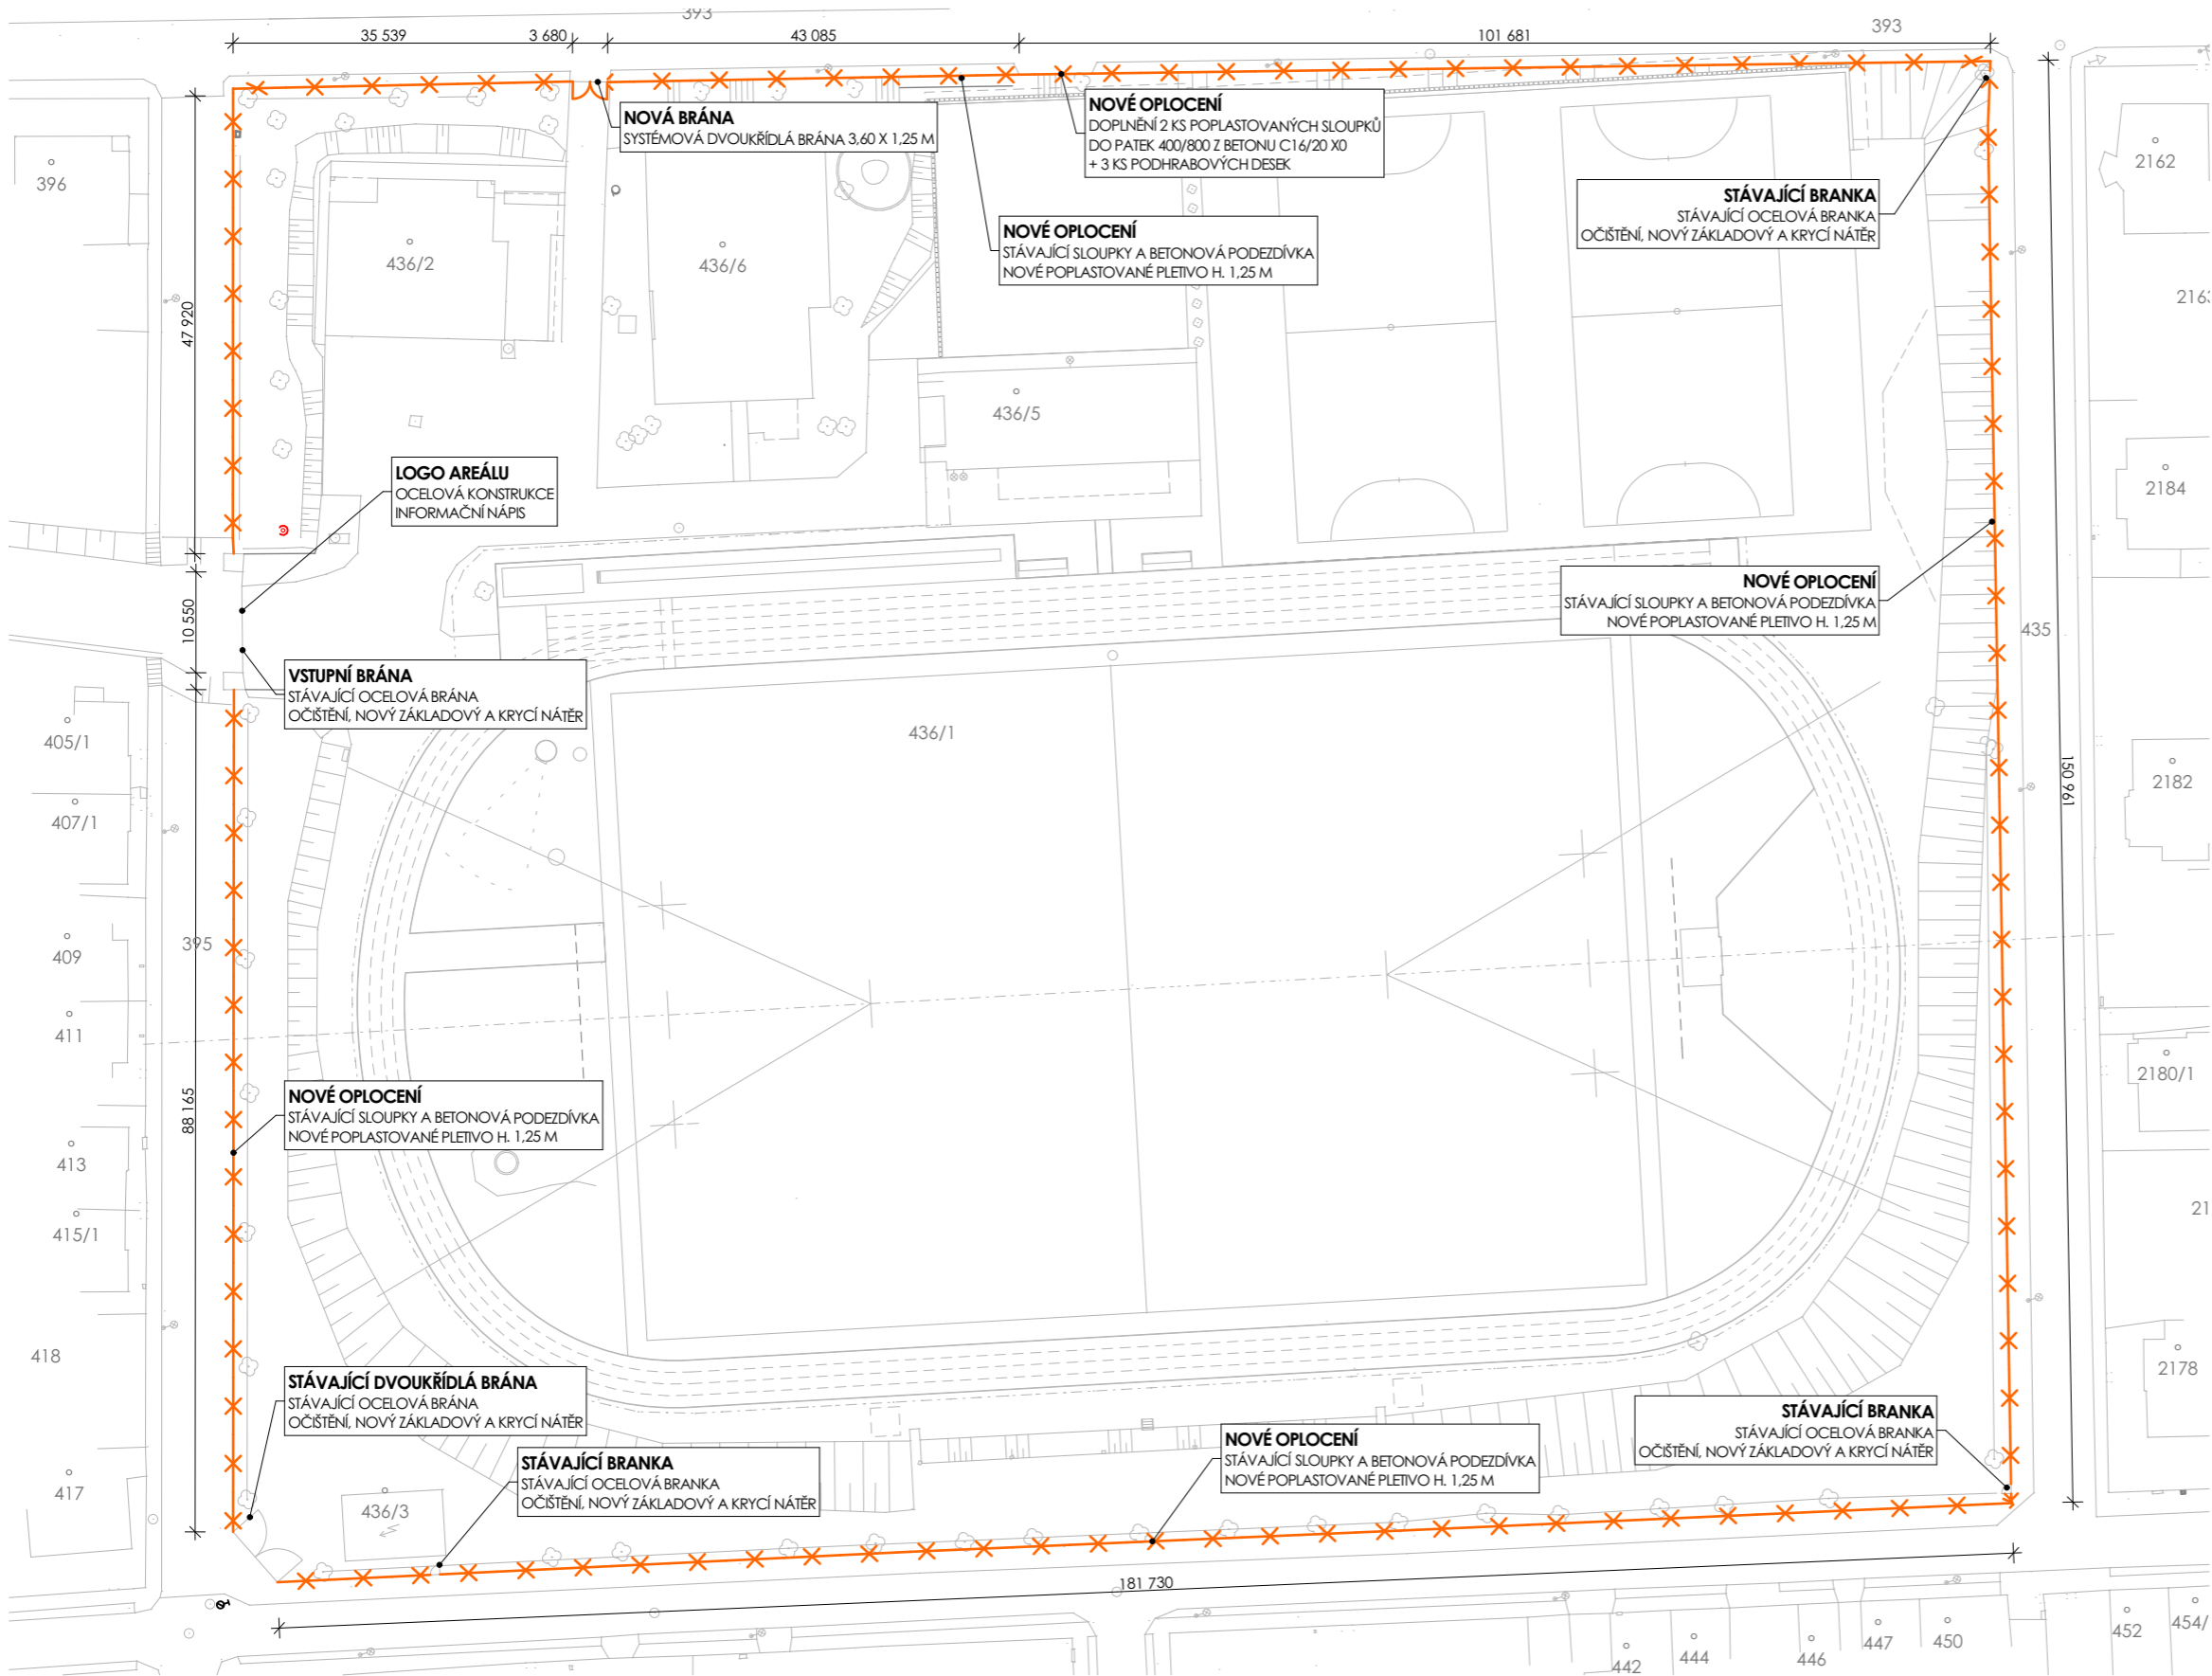 393
393
35 539
3 680
43 085
101 681
NOVÁ BRÁNA
SYSTÉMOVÁ DVOUKŘÍDLÁ BRÁNA 3,60 X 1,25 M
NOVÉ OPLOCENÍ
DOPLNĚNÍ 2 KS POPLASTOVANÝCH SLOUPKŮ
DO PATEK 400/800 Z BETONU C16/20 X0
+ 3 KS PODHRABOVÝCH DESEK
NOVÉ OPLOCENÍ
STÁVAJÍCÍ SLOUPKY A BETONOVÁ PODEZDÍVKA
NOVÉ POPLASTOVANÉ PLETIVO H. 1,25 M
STÁVAJÍCÍ BRANKA
STÁVAJÍCÍ OCELOVÁ BRANKA
OČIŠTĚNÍ, NOVÝ ZÁKLADOVÝ A KRYCÍ NÁTĚR
396
436/2
436/6
436/5
2162
2163
2184
47 920
LOGO AREÁLU
OCELOVÁ KONSTRUKCE
INFORMAČNÍ NÁPIS
10 550
VSTUPNÍ BRÁNA
STÁVAJÍCÍ OCELOVÁ BRÁNA
OČIŠTĚNÍ, NOVÝ ZÁKLADOVÝ A KRYCÍ NÁTĚR
NOVÉ OPLOCENÍ
STÁVAJÍCÍ SLOUPKY A BETONOVÁ PODEZDÍVKA
NOVÉ POPLASTOVANÉ PLETIVO H. 1,25 M
435
436/1
405/1
407/1
150 961
2182
395
409
411
2180/1
88 165
NOVÉ OPLOCENÍ
STÁVAJÍCÍ SLOUPKY A BETONOVÁ PODEZDÍVKA
NOVÉ POPLASTOVANÉ PLETIVO H. 1,25 M
413
415/1
21
418
2178
STÁVAJÍCÍ DVOUKŘÍDLÁ BRÁNA
STÁVAJÍCÍ OCELOVÁ BRÁNA
OČIŠTĚNÍ, NOVÝ ZÁKLADOVÝ A KRYCÍ NÁTĚR
STÁVAJÍCÍ BRANKA
STÁVAJÍCÍ OCELOVÁ BRANKA
OČIŠTĚNÍ, NOVÝ ZÁKLADOVÝ A KRYCÍ NÁTĚR
NOVÉ OPLOCENÍ
STÁVAJÍCÍ SLOUPKY A BETONOVÁ PODEZDÍVKA
NOVÉ POPLASTOVANÉ PLETIVO H. 1,25 M
STÁVAJÍCÍ BRANKA
STÁVAJÍCÍ OCELOVÁ BRANKA
OČIŠTĚNÍ, NOVÝ ZÁKLADOVÝ A KRYCÍ NÁTĚR
417
436/3
181 730
442
444
446
447
450
452
454/